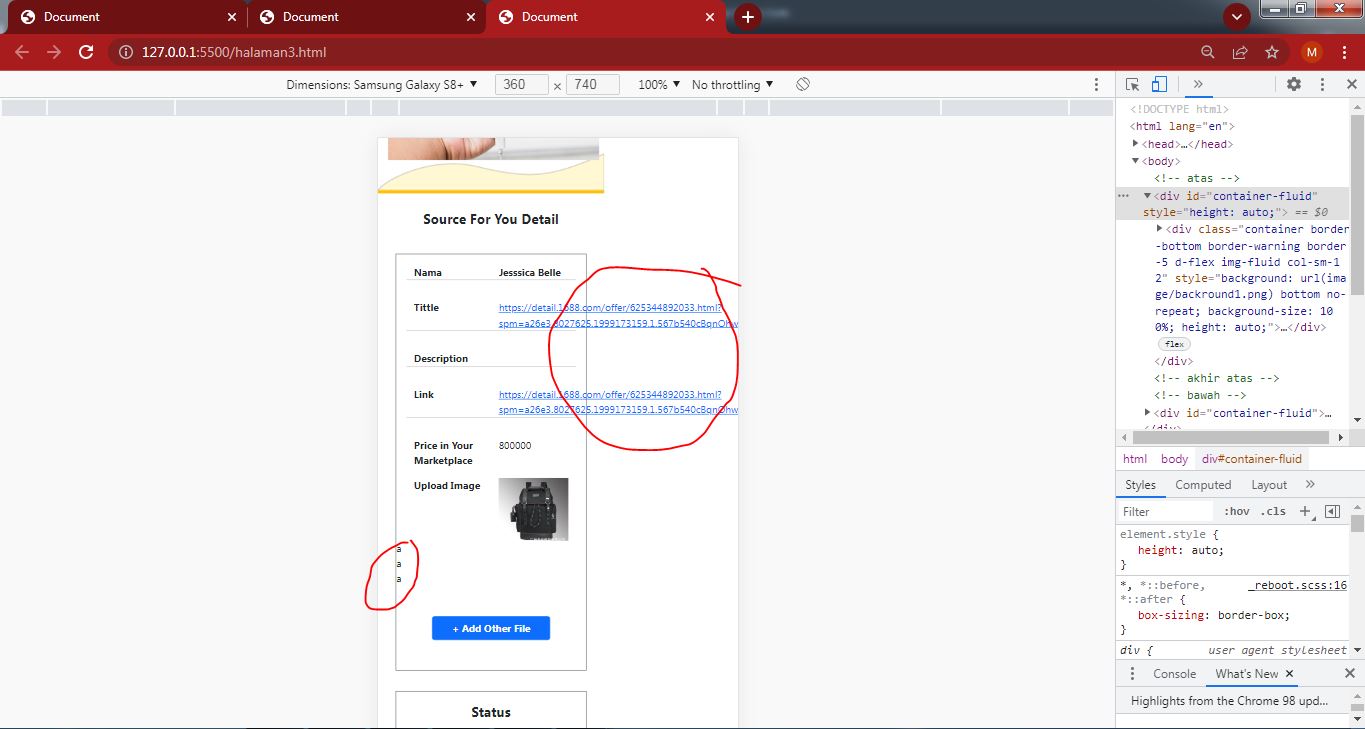 Document
Document
Document
127.0.0.1:5500/halaman3.html
M
Dimensions: Samsung Galaxy S8+ ▼ 360 × 740 100% ▼ No throttling ▼
Source For You Detail
Nama Jesssica Belle
Tittle https://detail.1688.com/offer/625344892033.html?
spm=a26e3.8027625.1999173159.1.567b540cBqnOhw
Description
Link https://detail.1688.com/offer/625344892033.html?
spm=a26e3.8027625.1999173159.1.567b540cBqnOhw
Price in Your 800000
Marketplace
Upload Image
a
a
a
+ Add Other File
Status
<!DOCTYPE html>
<html lang="en">
<head>…</head>
<body>
<!-- atas -->
<div id="container-fluid"
style="height: auto;"> == $0
<div class="container border
-bottom border-warning border
-5 d-flex img-fluid col-sm-1
2" style="background: url(ima
ge/backround1.png) bottom no-
repeat; background-size: 10
0%; height: auto;">…</div>
flex
</div>
<!-- akhir atas -->
<!-- bawah -->
<div id="container-fluid">…
</div>
html body div#container-fluid
Styles Computed Layout
Filter :hov .cls
element.style {
height: auto;
}
*, *::before, _reboot.scss:16
*::after {
box-sizing: border-box;
}
div { user agent stylesheet
Console What's New
Highlights from the Chrome 98 upd...